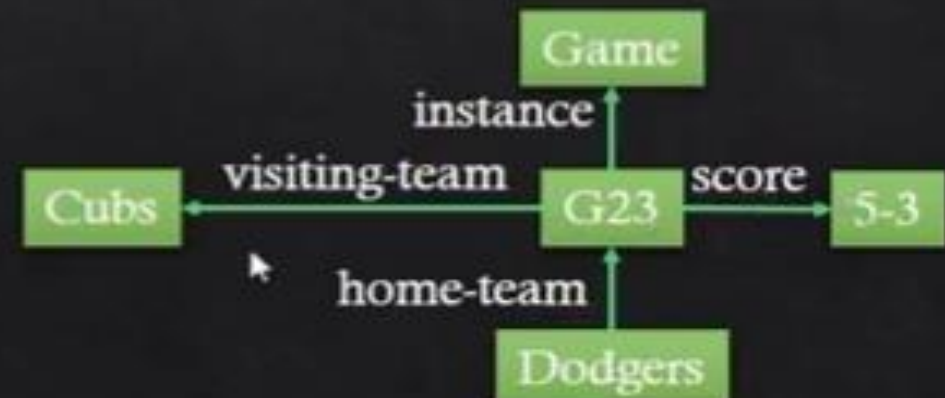 Game
instance
visiting-team
score
Cubs
G23
5-3
home-team
Dodgers